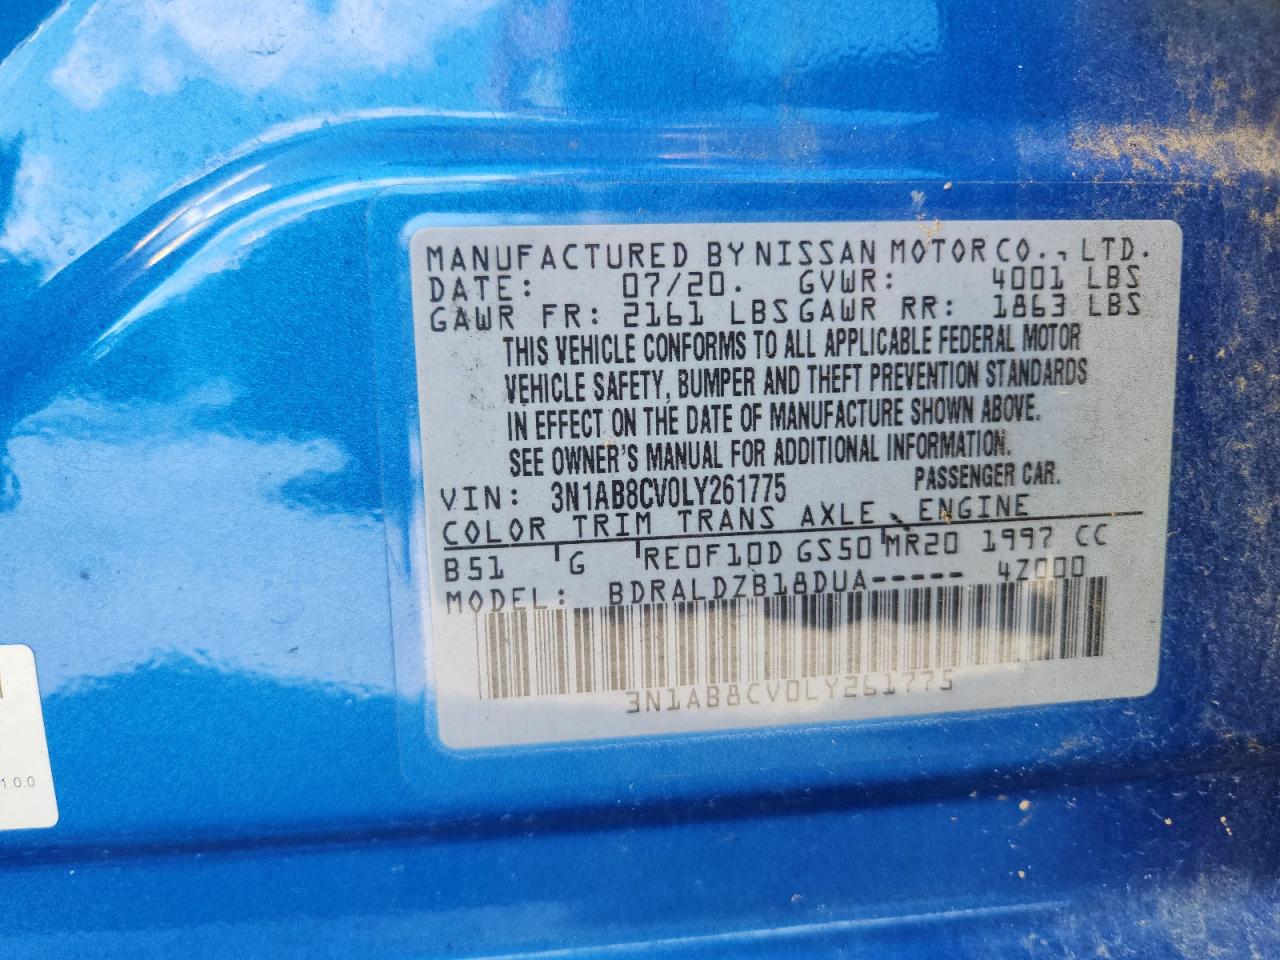 MANUFACTURED BY NISSAN MOTOR CO., LTD.
DATE: 07/20. GVWR: 4001 LBS
GAWR FR: 2161 LBS GAWR RR: 1863 LBS
THIS VEHICLE CONFORMS TO ALL APPLICABLE FEDERAL MOTOR
VEHICLE SAFETY, BUMPER AND THEFT PREVENTION STANDARDS
IN EFFECT ON THE DATE OF MANUFACTURE SHOWN ABOVE.
SEE OWNER'S MANUAL FOR ADDITIONAL INFORMATION.
VIN: 3N1AB8CV0LY261775 PASSENGER CAR.
COLOR TRIM TRANS AXLE ENGINE
B51 G RE0F10D GS50 MR20 1997 CC
MODEL: BDRALDZB18DUA----- 4Z000
3N1AB8CV0LY261775
1.0.0